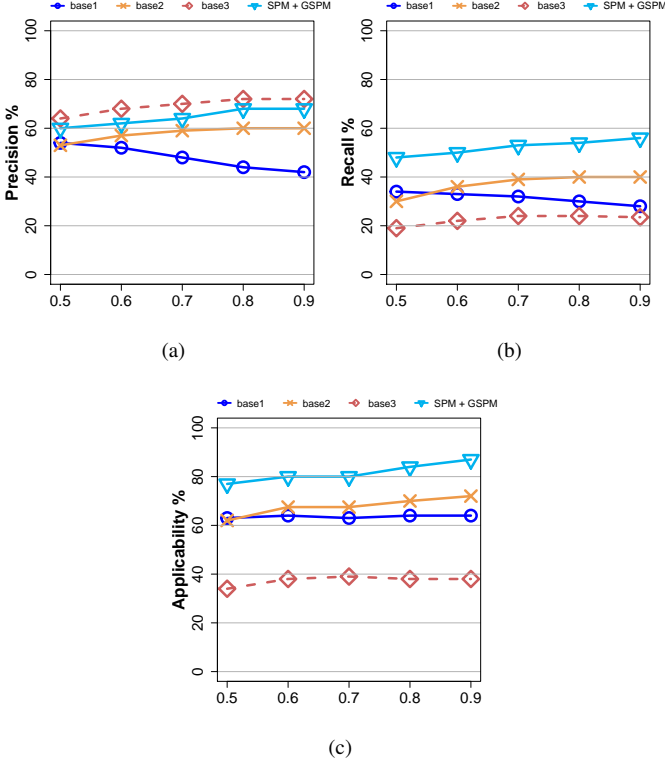 base1 base2 base3 SPM + GSPM
base1 base2 base3 SPM + GSPM
Precision %
100
80
60
40
20
0
0.5 0.6 0.7 0.8 0.9
(a)
Recall %
100
80
60
40
20
0
0.5 0.6 0.7 0.8 0.9
(b)
base1 base2 base3 SPM + GSPM
Applicability %
100
80
60
40
20
0
0.5 0.6 0.7 0.8 0.9
(c)